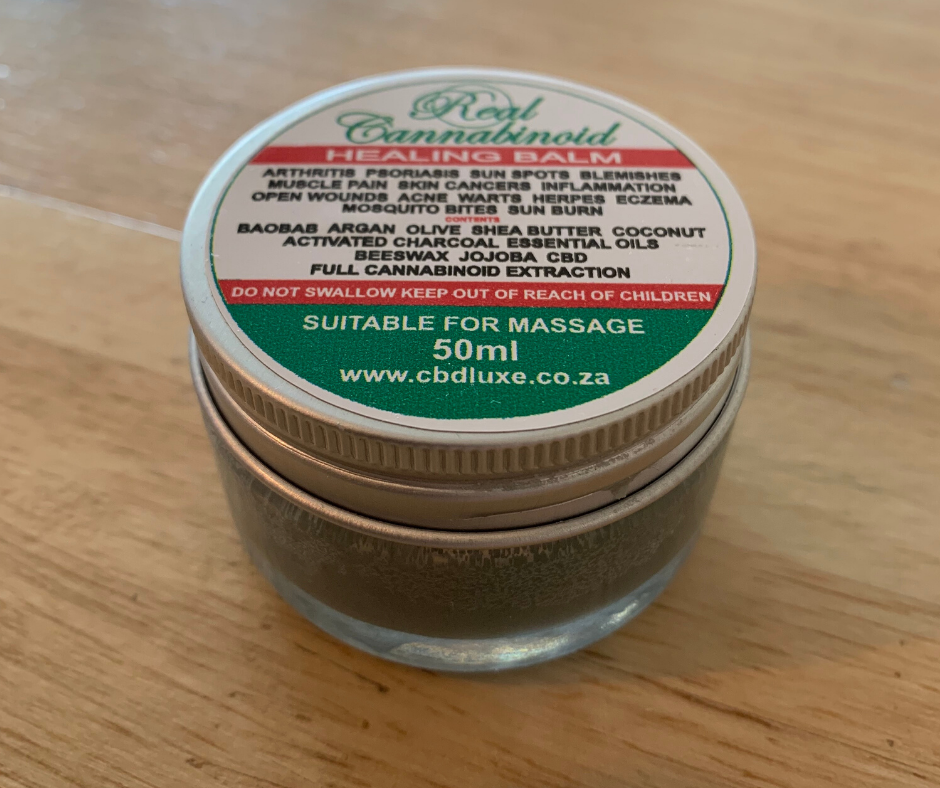 Real
Cannabinoid
HEALING BALM
ARTHRITIS PSORIASIS SUN SPOTS BLEMISHES
MUSCLE PAIN SKIN CANCERS INFLAMMATION
OPEN WOUNDS ACNE WARTS HERPES ECZEMA
MOSQUITO BITES SUN BURN
CONTENTS
BAOBAB ARGAN OLIVE SHEA BUTTER COCONUT
ACTIVATED CHARCOAL ESSENTIAL OILS
BEESWAX JOJOBA CBD
FULL CANNABINOID EXTRACTION
DO NOT SWALLOW KEEP OUT OF REACH OF CHILDREN
SUITABLE FOR MASSAGE
50ml
www.cbdluxe.co.za